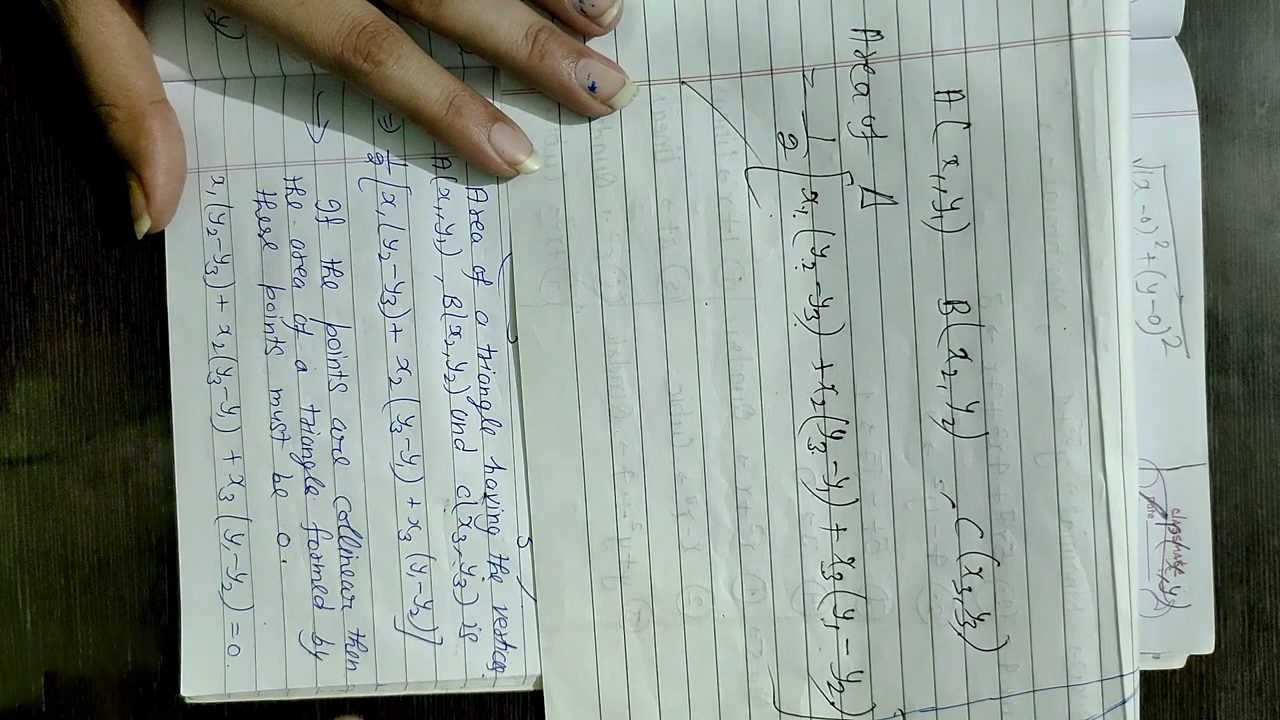 √(x-0)²+(y-0)²
classmate
Date
A(x₁,y₁) B(x₂,y₂) C(x₃,y₃)
Area of Δ
= 1/2 [x₁(y₂-y₃)+x₂(y₃-y₁)+x₃(y₁-y₂)]
Area of a triangle having the vertices
A(x₁,y₁), B(x₂,y₂) and C(x₃,y₃) is
⇒ 1/2[x₁(y₂-y₃)+x₂(y₃-y₁)+x₃(y₁-y₂)]
→ If the points are collinear then
the area of a triangle formed by
these points must be 0.
x₁(y₂-y₃)+x₂(y₃-y₁)+x₃(y₁-y₂)=0.